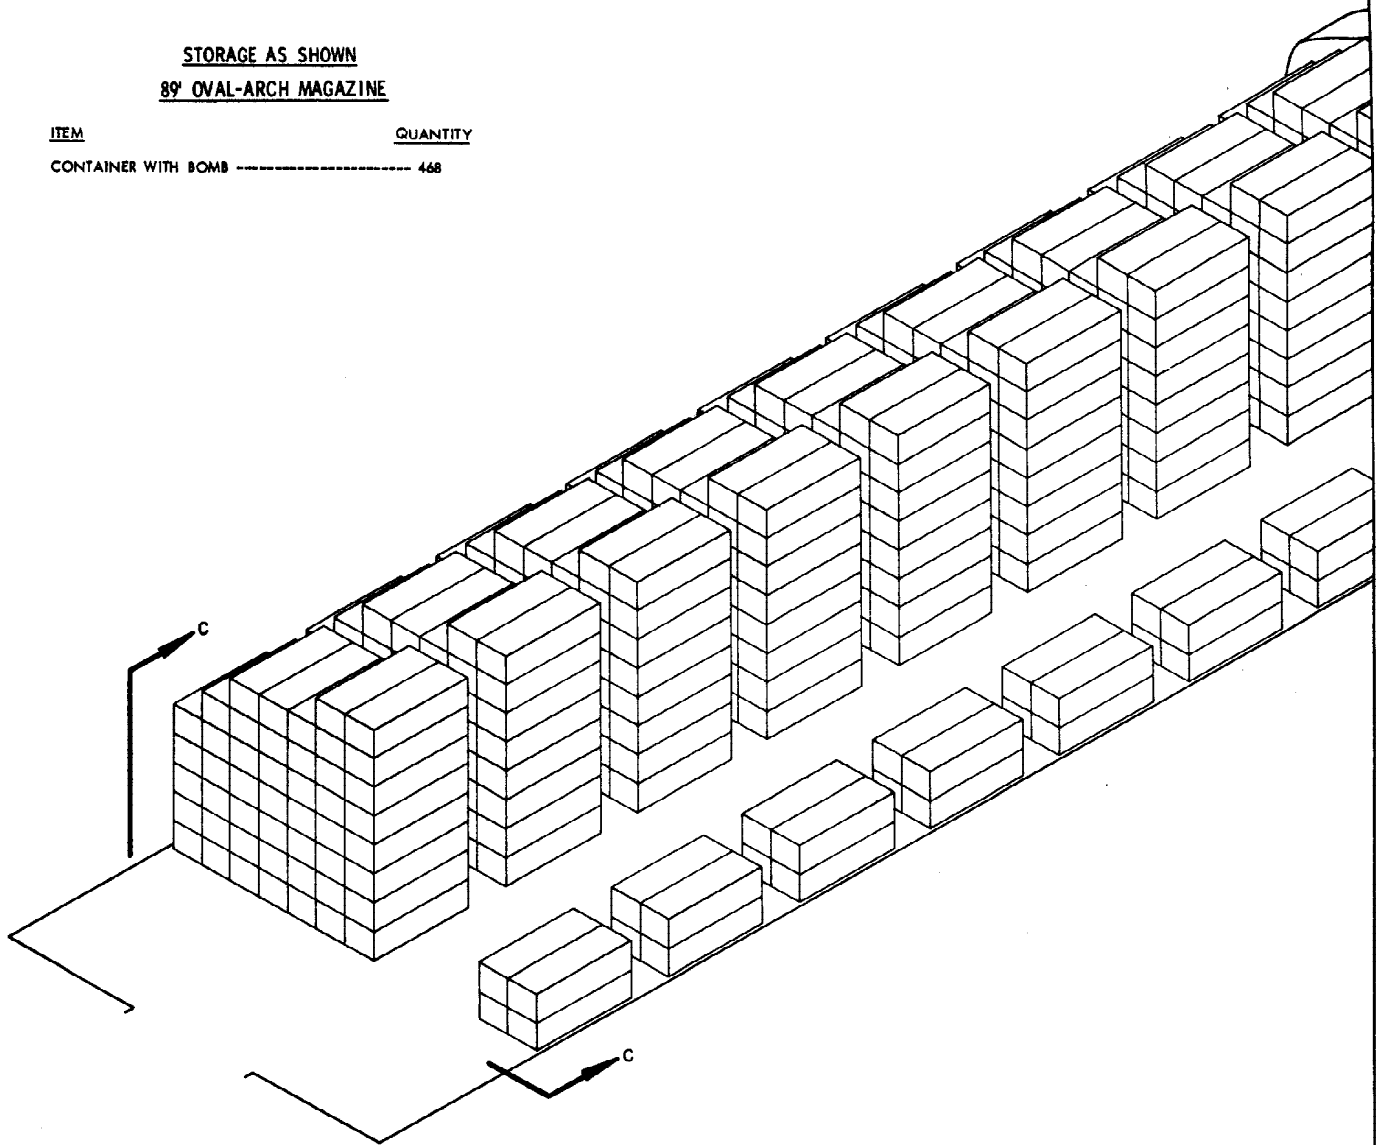 STORAGE AS SHOWN
89' OVAL-ARCH MAGAZINE
ITEM QUANTITY
CONTAINER WITH BOMB ------------------------ 468
C
C